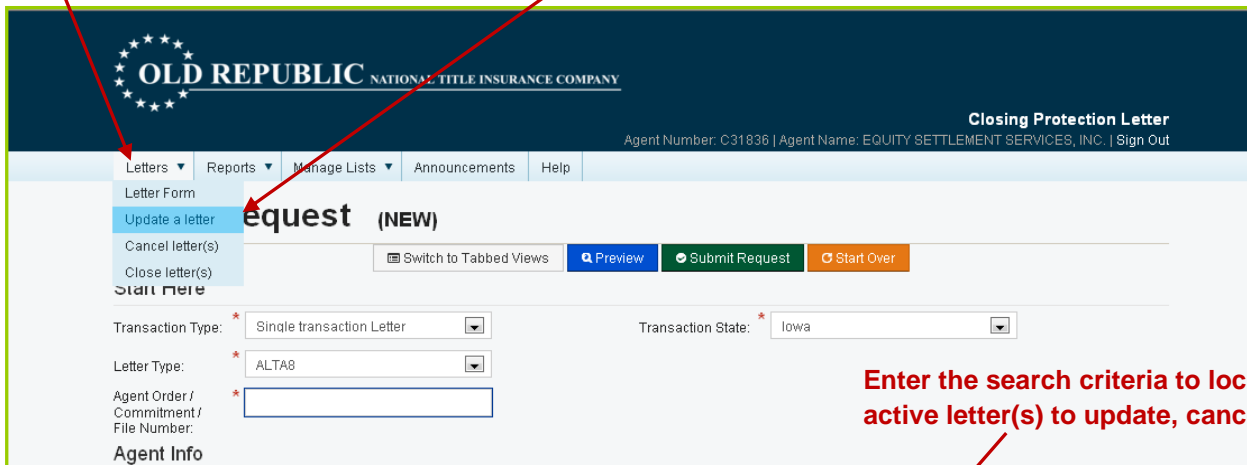 OLD REPUBLIC NATIONAL TITLE INSURANCE COMPANY
Closing Protection Letter
Agent Number: C31836 | Agent Name: EQUITY SETTLEMENT SERVICES, INC. | Sign Out
Letters ▼ Reports ▼ Manage Lists ▼ Announcements Help
Letter Form
Update a letter
Cancel letter(s)
Close letter(s)
equest (NEW)
Switch to Tabbed Views Preview Submit Request Start Over
Start Here
Transaction Type: * Single transaction Letter Transaction State: * Iowa
Letter Type: * ALTA8
Agent Order / *
Commitment /
File Number:
Enter the search criteria to loc
active letter(s) to update, canc
Agent Info